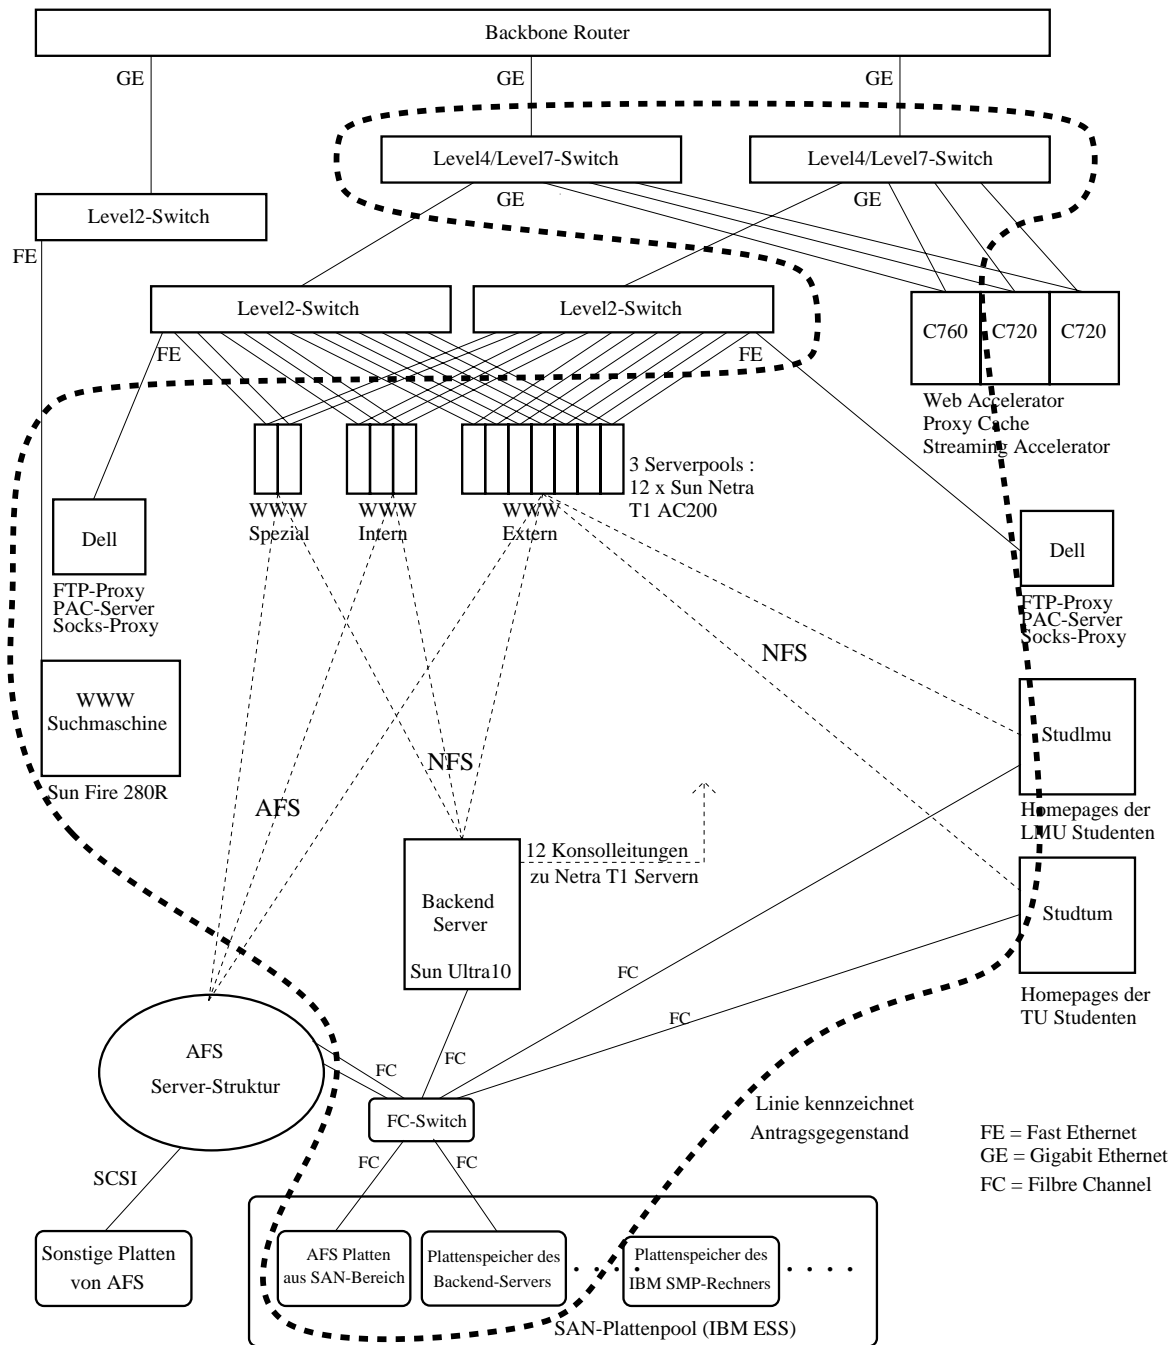 Backbone Router
GE
GE
GE
Level4/Level7-Switch
Level4/Level7-Switch
GE
GE
Level2-Switch
FE
Level2-Switch
Level2-Switch
FE
FE
C760
C720
C720
Web Accelerator
Proxy Cache
Streaming Accelerator
3 Serverpools :
12 x Sun Netra
T1 AC200
WWW
Spezial
WWW
Intern
WWW
Extern
Dell
FTP-Proxy
PAC-Server
Socks-Proxy
Dell
FTP-Proxy
PAC-Server
Socks-Proxy
NFS
WWW
Suchmaschine
Sun Fire 280R
Studlmu
Homepages der
LMU Studenten
NFS
AFS
12 Konsolleitungen
zu Netra T1 Servern
Backend
Server
Sun Ultra10
Studtum
Homepages der
TU Studenten
FC
FC
AFS
Server-Struktur
FC
FC
FC-Switch
Linie kennzeichnet
Antragsgegenstand
FE = Fast Ethernet
GE = Gigabit Ethernet
FC = Filbre Channel
FC
FC
SCSI
Sonstige Platten
von AFS
AFS Platten
aus SAN-Bereich
Plattenspeicher des
Backend-Servers
. . . .
Plattenspeicher des
IBM SMP-Rechners
. . . .
SAN-Plattenpool (IBM ESS)